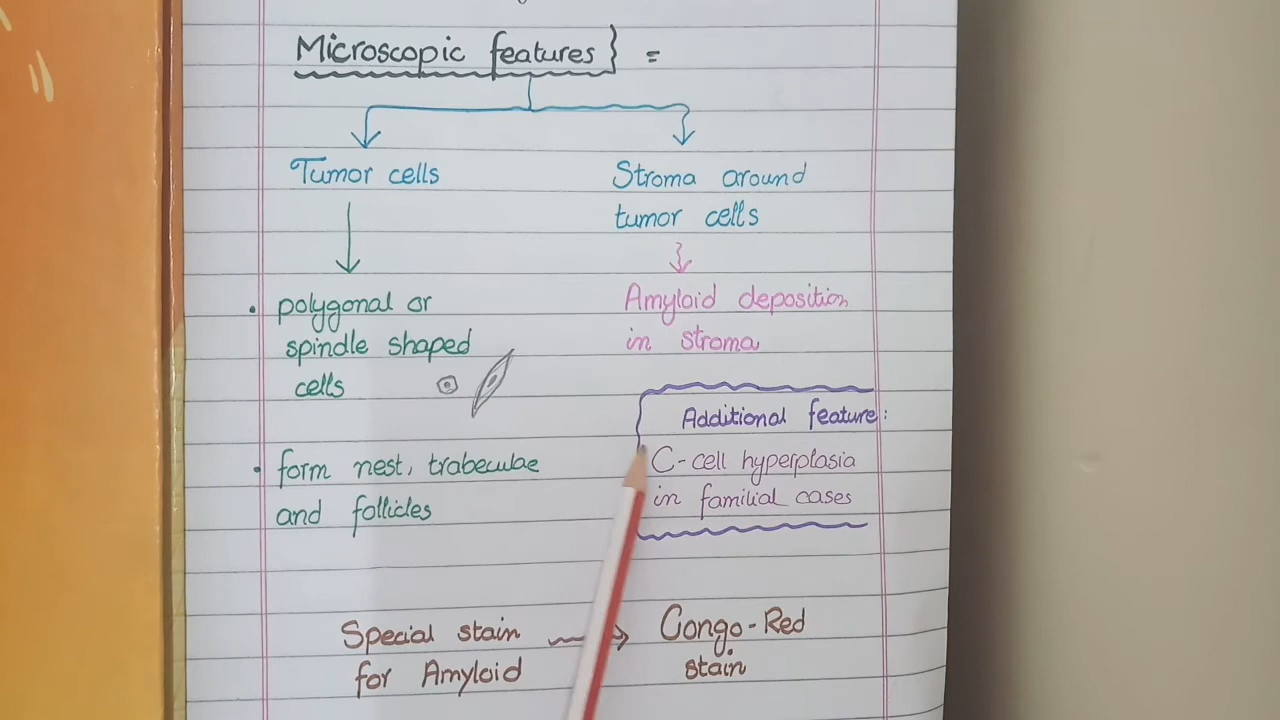 Microscopic features} =
Tumor cells
Stroma around
tumor cells
polygonal or
spindle shaped
cells
form nest, trabeculae
and follicles
Amyloid deposition
in stroma
Additional feature:
C-cell hyperplasia
in familial cases
Special stain
for Amyloid
Congo-Red
stain